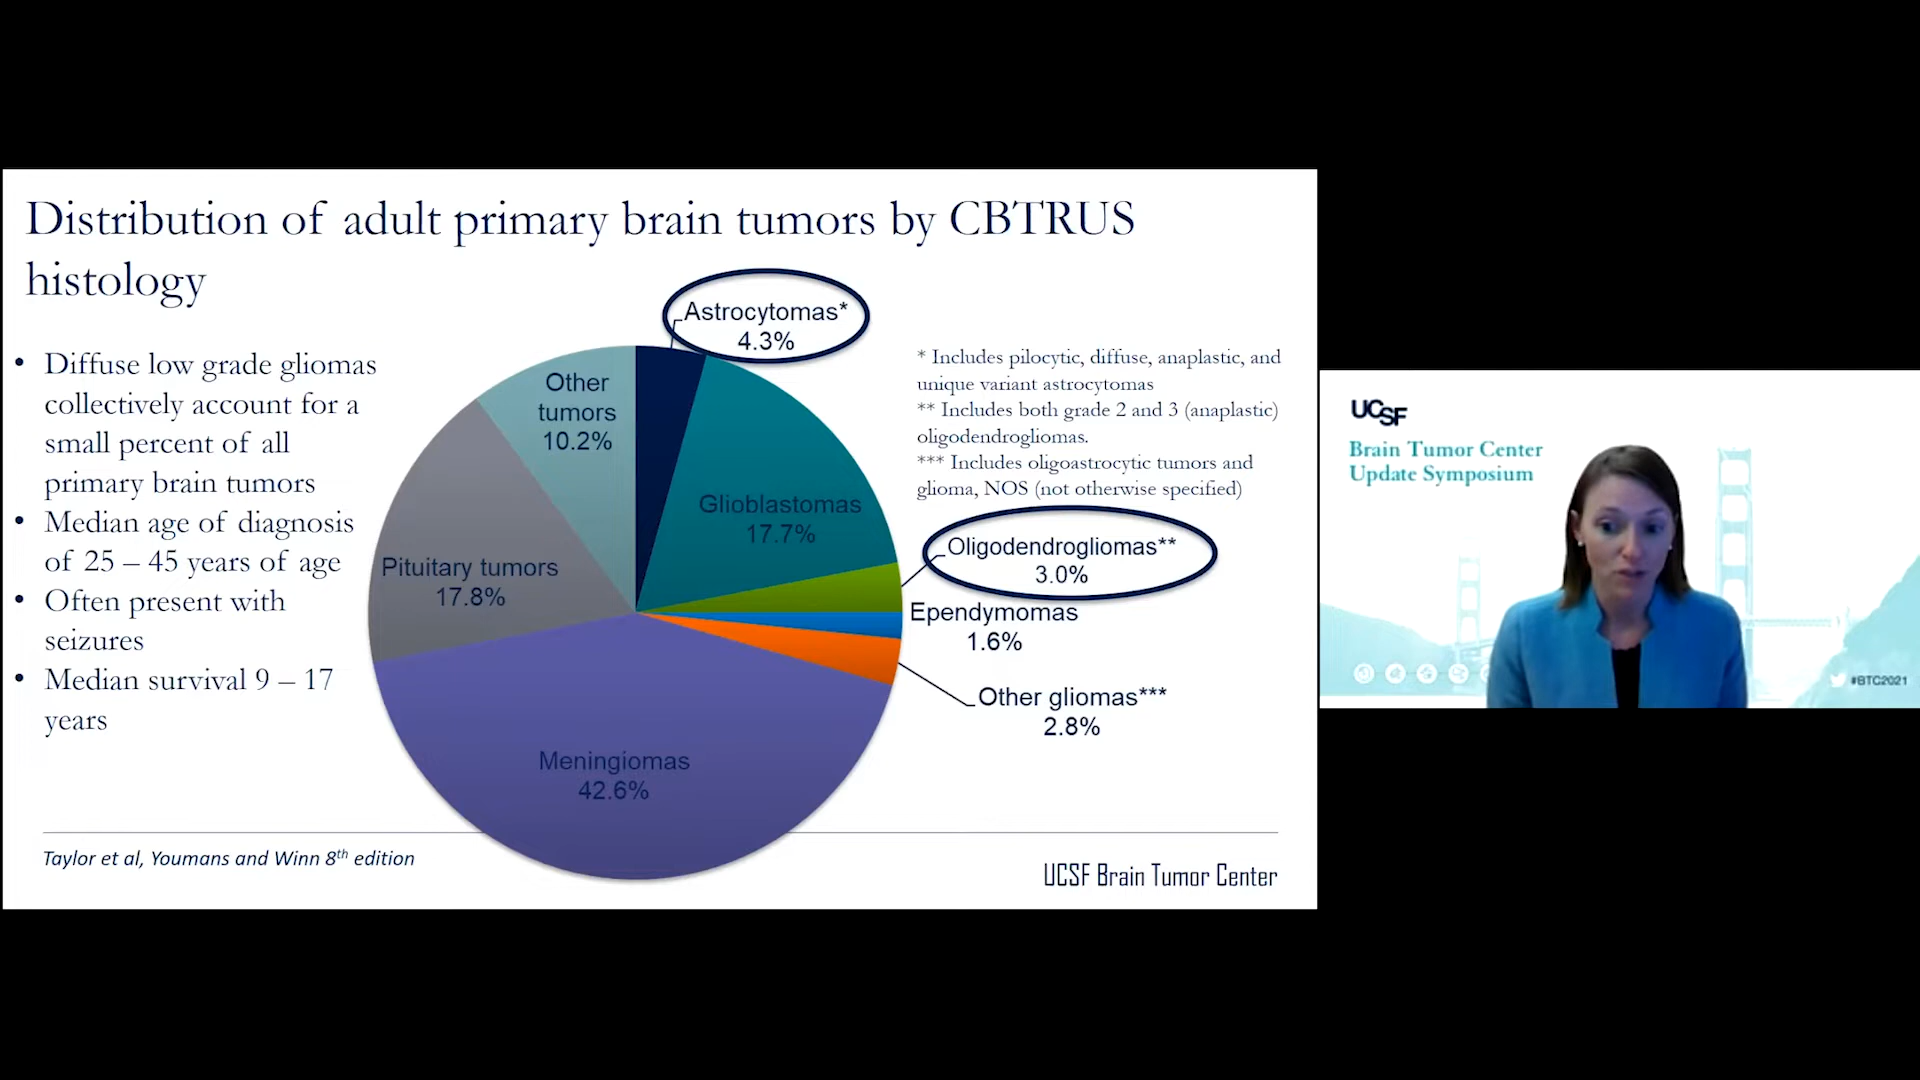 Distribution of adult primary brain tumors by CBTRUS
histology
• Diffuse low grade gliomas
collectively account for a
small percent of all
primary brain tumors
• Median age of diagnosis
of 25 – 45 years of age
• Often present with
seizures
• Median survival 9 – 17
years
Astrocytomas*
4.3%
Other
tumors
10.2%
Glioblastomas
17.7%
Pituitary tumors
17.8%
Oligodendrogliomas**
3.0%
Ependymomas
1.6%
Other gliomas***
2.8%
Meningiomas
42.6%
* Includes pilocytic, diffuse, anaplastic, and
unique variant astrocytomas
** Includes both grade 2 and 3 (anaplastic)
oligodendrogliomas.
*** Includes oligoastrocytic tumors and
glioma, NOS (not otherwise specified)
Taylor et al, Youmans and Winn 8th edition
UCSF Brain Tumor Center
UCSF
Brain Tumor Center
Update Symposium
#BTC2021